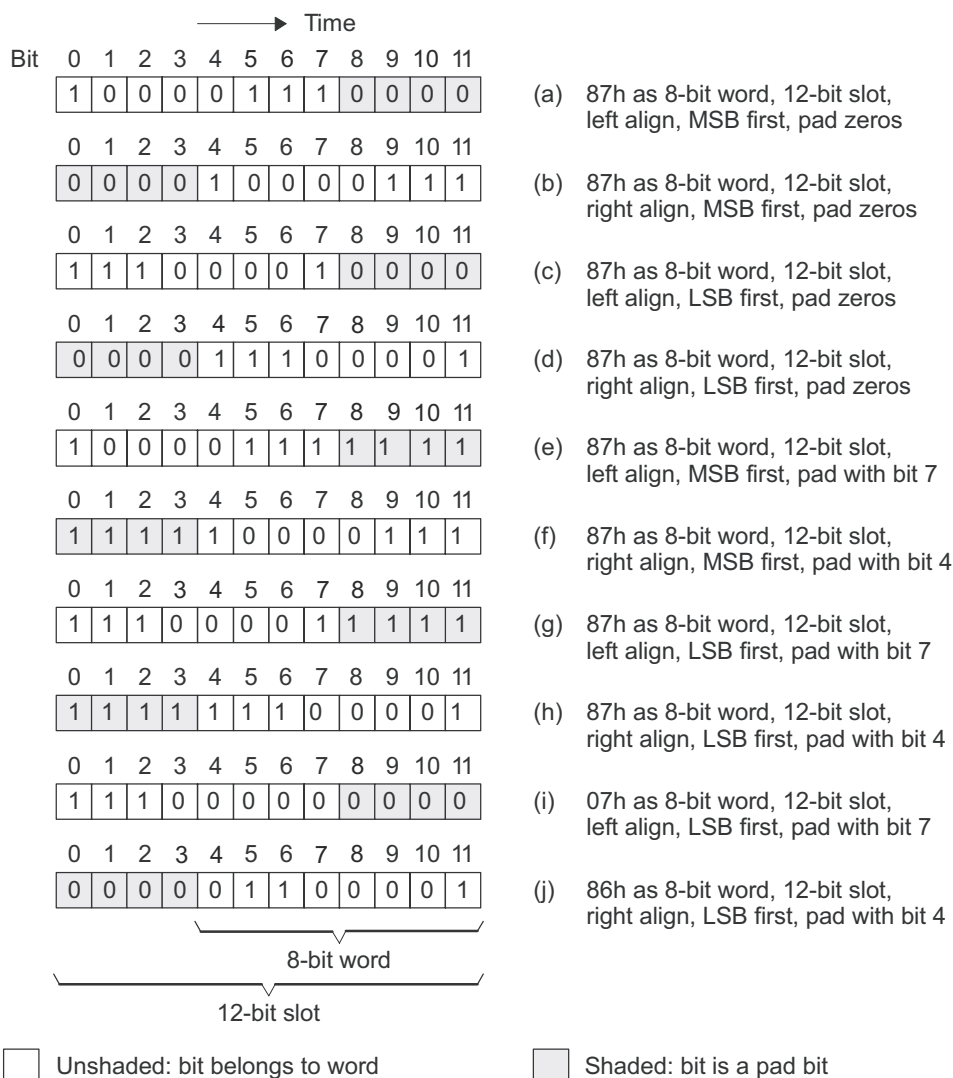 Time
Bit 0 1 2 3 4 5 6 7 8 9 10 11
1 0 0 0 0 1 1 1 0 0 0 0
(a) 87h as 8-bit word, 12-bit slot,
left align, MSB first, pad zeros
0 1 2 3 4 5 6 7 8 9 10 11
0 0 0 0 1 0 0 0 0 1 1 1
(b) 87h as 8-bit word, 12-bit slot,
right align, MSB first, pad zeros
0 1 2 3 4 5 6 7 8 9 10 11
1 1 1 0 0 0 0 1 0 0 0 0
(c) 87h as 8-bit word, 12-bit slot,
left align, LSB first, pad zeros
0 1 2 3 4 5 6 7 8 9 10 11
0 0 0 0 1 1 1 0 0 0 0 1
(d) 87h as 8-bit word, 12-bit slot,
right align, LSB first, pad zeros
0 1 2 3 4 5 6 7 8 9 10 11
1 0 0 0 0 1 1 1 1 1 1 1
(e) 87h as 8-bit word, 12-bit slot,
left align, MSB first, pad with bit 7
0 1 2 3 4 5 6 7 8 9 10 11
1 1 1 1 1 0 0 0 0 1 1 1
(f) 87h as 8-bit word, 12-bit slot,
right align, MSB first, pad with bit 4
0 1 2 3 4 5 6 7 8 9 10 11
1 1 1 0 0 0 0 1 1 1 1 1
(g) 87h as 8-bit word, 12-bit slot,
left align, LSB first, pad with bit 7
0 1 2 3 4 5 6 7 8 9 10 11
1 1 1 1 1 1 1 0 0 0 0 1
(h) 87h as 8-bit word, 12-bit slot,
right align, LSB first, pad with bit 4
0 1 2 3 4 5 6 7 8 9 10 11
1 1 1 0 0 0 0 0 0 0 0 0
(i) 07h as 8-bit word, 12-bit slot,
left align, LSB first, pad with bit 7
0 1 2 3 4 5 6 7 8 9 10 11
0 0 0 0 0 1 1 0 0 0 0 1
(j) 86h as 8-bit word, 12-bit slot,
right align, LSB first, pad with bit 4
8-bit word
12-bit slot
Unshaded: bit belongs to word
Shaded: bit is a pad bit